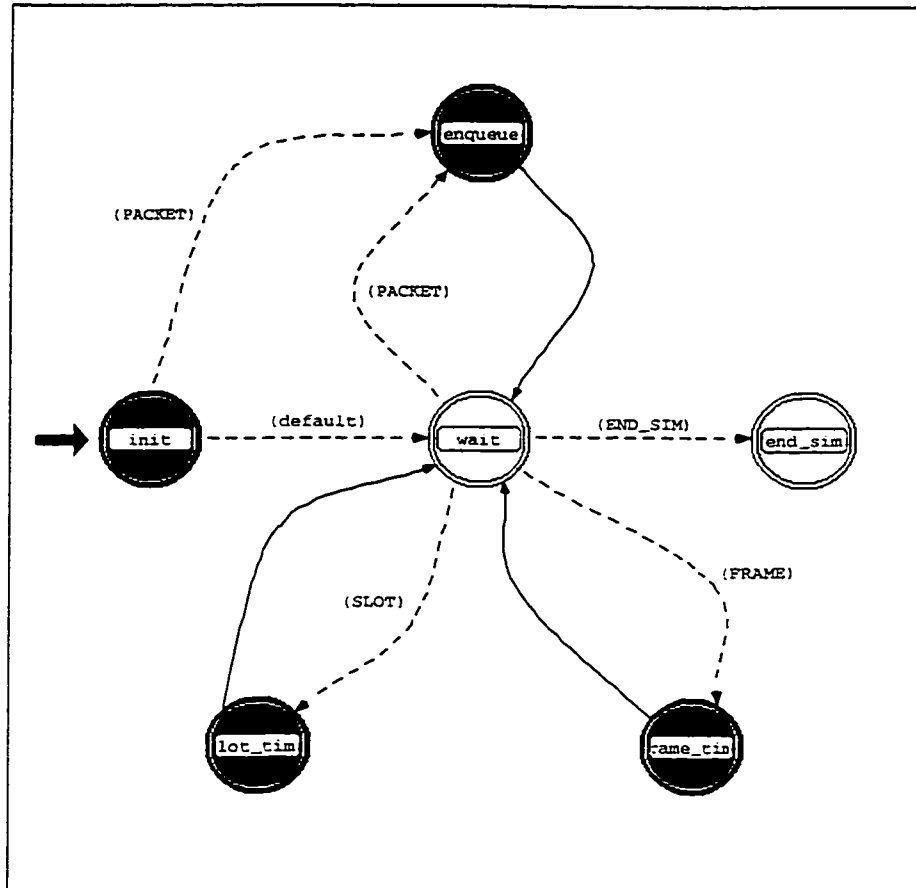 enqueue
(PACKET)
(PACKET)
init
(default)
wait
(END_SIM)
end_sim
(FRAME)
(SLOT)
lot_tim
rame_tim